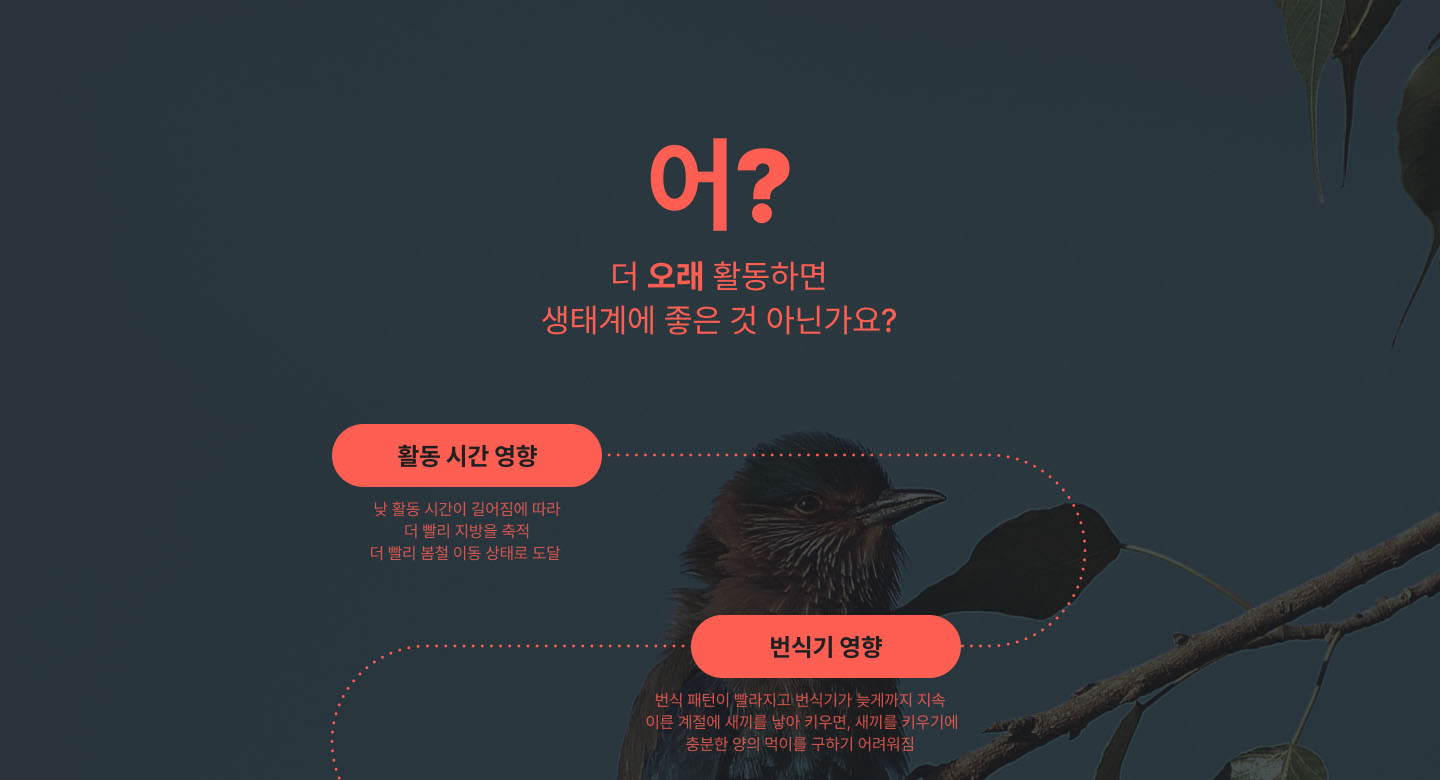 어?
더 오래 활동하면
생태계에 좋은 것 아닌가요?
활동 시간 영향
낮 활동 시간이 길어짐에 따라
더 빨리 지방을 축적
더 빨리 봄철 이동 상태로 도달
번식기 영향
번식 패턴이 빨라지고 번식기가 늦게까지 지속
이른 계절에 새끼를 낳아 키우면, 새끼를 키우기에
충분한 양의 먹이를 구하기 어려워짐